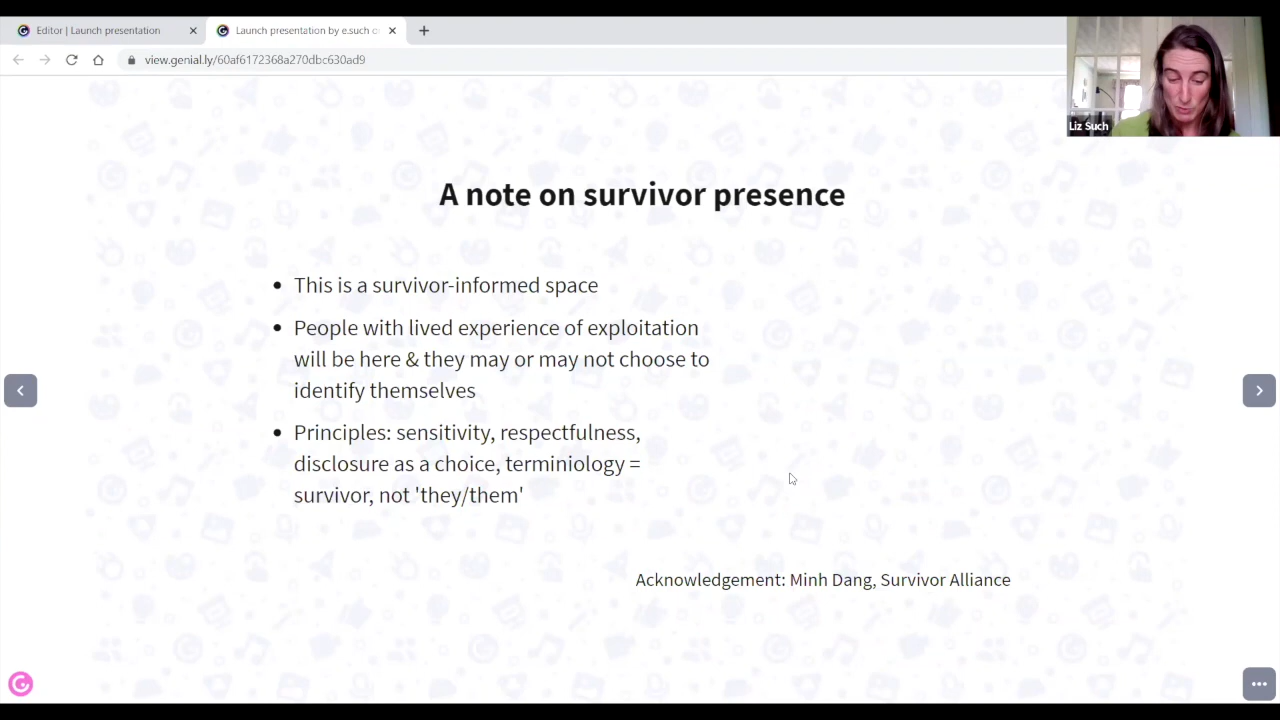 Editor | Launch presentation
Launch presentation by e.such o
view.genial.ly/60af6172368a270dbc630ad9
Liz Such
A note on survivor presence
This is a survivor-informed space
People with lived experience of exploitation
will be here & they may or may not choose to
identify themselves
Principles: sensitivity, respectfulness,
disclosure as a choice, terminiology =
survivor, not 'they/them'
Acknowledgement: Minh Dang, Survivor Alliance